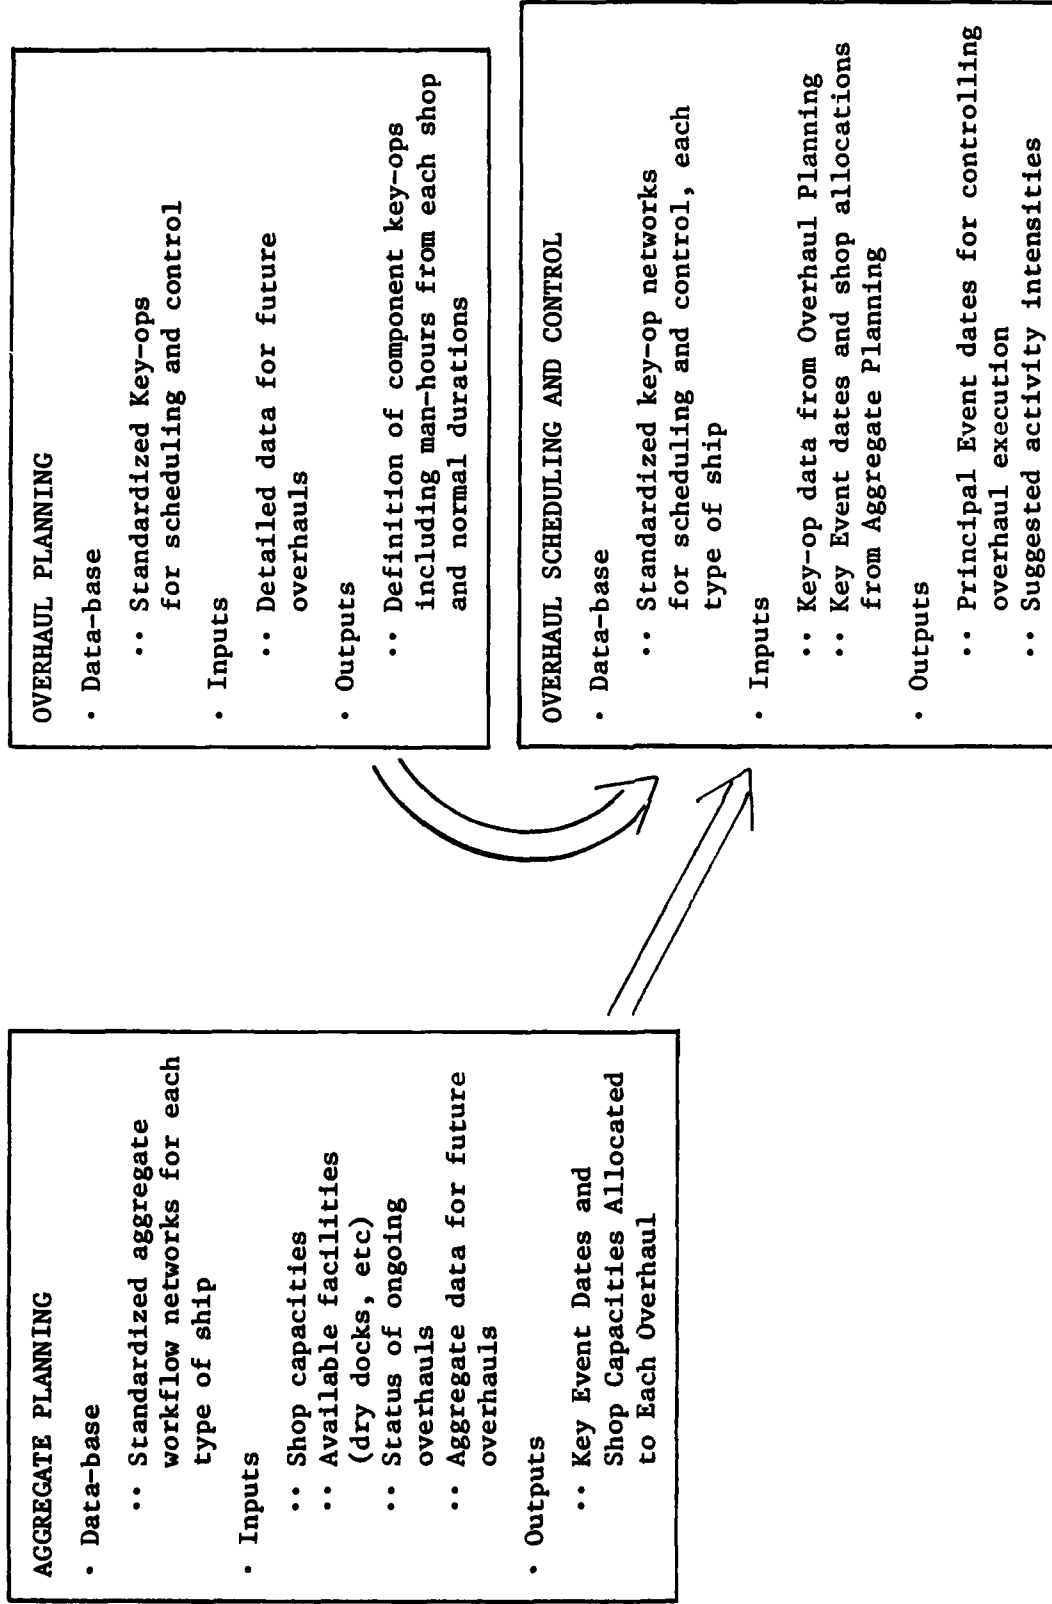 AGGREGATE PLANNING
· Data-base
·· Standardized aggregate
workflow networks for each
type of ship
· Inputs
·· Shop capacities
·· Available facilities
(dry docks, etc)
·· Status of ongoing
overhauls
·· Aggregate data for future
overhauls
· Outputs
·· Key Event Dates and
Shop Capacities Allocated
to Each Overhaul
OVERHAUL PLANNING
· Data-base
·· Standardized Key-ops
for scheduling and control
· Inputs
·· Detailed data for future
overhauls
· Outputs
·· Definition of component key-ops
including man-hours from each shop
and normal durations
OVERHAUL SCHEDULING AND CONTROL
· Data-base
·· Standardized key-op networks
for scheduling and control, each
type of ship
· Inputs
·· Key-op data from Overhaul Planning
·· Key Event dates and shop allocations
from Aggregate Planning
· Outputs
·· Principal Event dates for controlling
overhaul execution
·· Suggested activity intensities